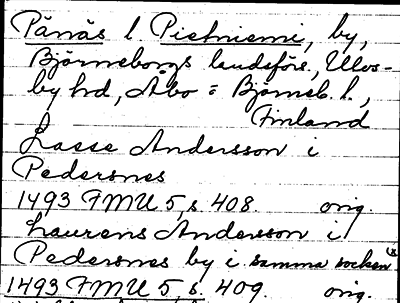 Pänäs l. Pietniemi, by,
Björneborgs landsförs., Ulvs-
by hd, Åbo = Björneb. l.,
Finland
Lasse Andersson i
Pedersnes
1493 FMU 5, s. 408. orig.
Laurens Andersson i
Pedersnes by i samma socken
1493 FMU 5, s. 409. orig.